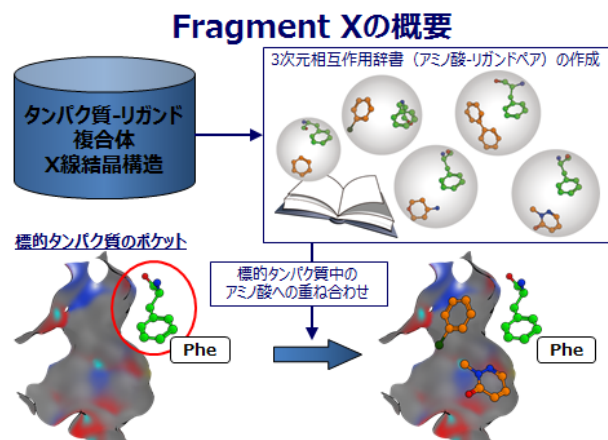 Fragment Xの概要
3次元相互作用辞書（アミノ酸-リガンドペア）の作成
タンパク質-リガンド
複合体
X線結晶構造
標的タンパク質のポケット
標的タンパク質中の
アミノ酸への重ね合わせ
Phe
Phe